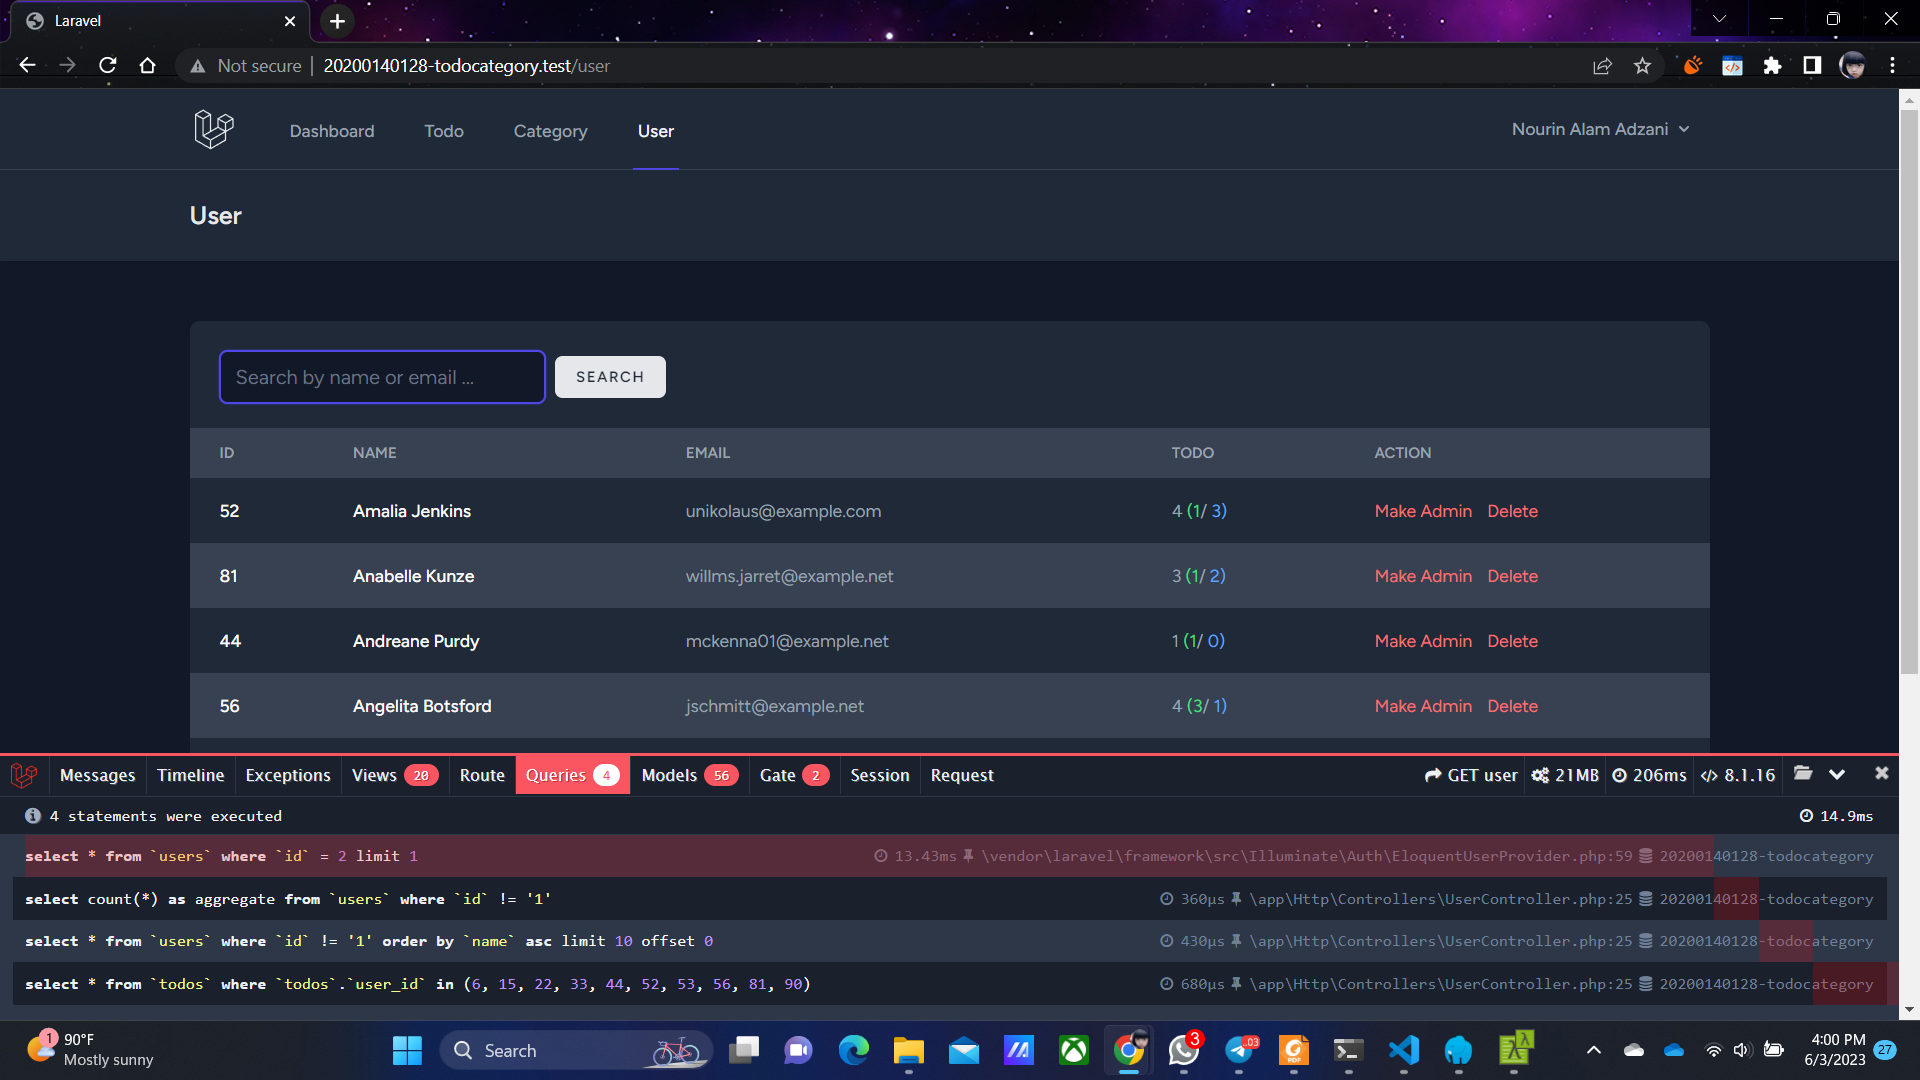 Laravel
Not secure 20200140128-todocategory.test/user
Dashboard Todo Category User Nourin Alam Adzani
User
Search by name or email ... SEARCH
ID NAME EMAIL TODO ACTION
52 Amalia Jenkins unikolaus@example.com 4 (1/ 3) Make Admin Delete
81 Anabelle Kunze willms.jarret@example.net 3 (1/ 2) Make Admin Delete
44 Andreane Purdy mckenna01@example.net 1 (1/ 0) Make Admin Delete
56 Angelita Botsford jschmitt@example.net 4 (3/ 1) Make Admin Delete
Messages Timeline Exceptions Views 20 Route Queries 4 Models 56 Gate 2 Session Request GET user 21MB 206ms 8.1.16
4 statements were executed 14.9ms
select * from `users` where `id` = 2 limit 1 13.43ms \vendor\laravel\framework\src\Illuminate\Auth\EloquentUserProvider.php:59 20200140128-todocategory
select count(*) as aggregate from `users` where `id` != '1' 360μs \app\Http\Controllers\UserController.php:25 20200140128-todocategory
select * from `users` where `id` != '1' order by `name` asc limit 10 offset 0 430μs \app\Http\Controllers\UserController.php:25 20200140128-todocategory
select * from `todos` where `todos`.`user_id` in (6, 15, 22, 33, 44, 52, 53, 56, 81, 90) 680μs \app\Http\Controllers\UserController.php:25 20200140128-todocategory
1 90°F
Mostly sunny
Search
3
.03
PDF
4:00 PM
6/3/2023
27